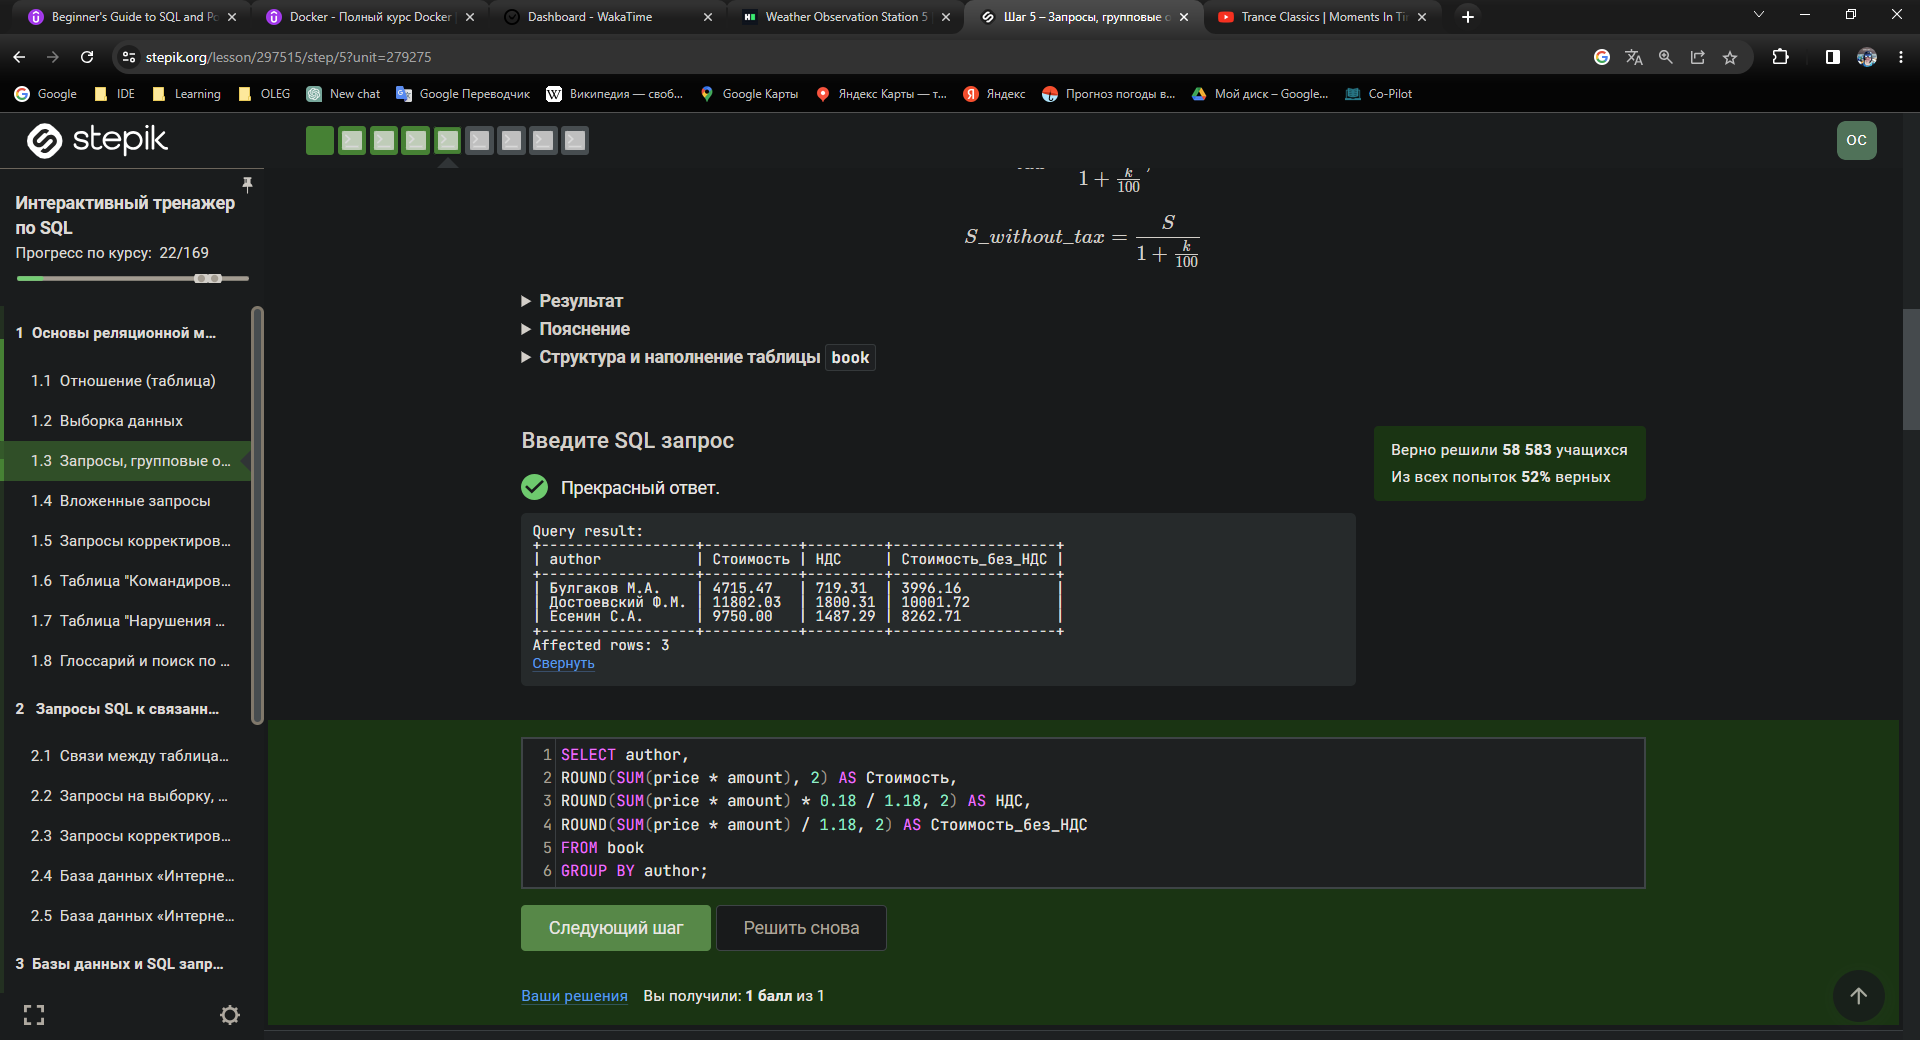 Beginner's Guide to SQL and Po
Docker - Полный курс Docker
Dashboard - WakaTime
Weather Observation Station 5
Шаг 5 – Запросы, групповые о
Trance Classics | Moments In Ti
stepik.org/lesson/297515/step/5?unit=279275
Google
IDE
Learning
OLEG
New chat
Google Переводчик
Википедия — своб...
Google Карты
Яндекс Карты — т...
Яндекс
Прогноз погоды в...
Мой диск – Google...
Co-Pilot
stepik
OC
Интерактивный тренажер
по SQL
Прогресс по курсу: 22/169
1 Основы реляционной м...
1.1 Отношение (таблица)
1.2 Выборка данных
1.3 Запросы, групповые о...
1.4 Вложенные запросы
1.5 Запросы корректиров...
1.6 Таблица "Командиров...
1.7 Таблица "Нарушения ...
1.8 Глоссарий и поиск по ...
2 Запросы SQL к связанн...
2.1 Связи между таблица...
2.2 Запросы на выборку, ...
2.3 Запросы корректиров...
2.4 База данных «Интерне...
2.5 База данных «Интерне...
3 Базы данных и SQL запр...
1 + k/100 ,
S_without_tax = S / (1 + k/100)
Результат
Пояснение
Структура и наполнение таблицы book
Введите SQL запрос
Прекрасный ответ.
Верно решили 58 583 учащихся
Из всех попыток 52% верных
Query result:
+------------------+-----------+---------+-------------------+
| author | Стоимость | НДС | Стоимость_без_НДС |
+------------------+-----------+---------+-------------------+
| Булгаков М.А. | 4715.47 | 719.31 | 3996.16 |
| Достоевский Ф.М. | 11802.03 | 1800.31 | 10001.72 |
| Есенин С.А. | 9750.00 | 1487.29 | 8262.71 |
+------------------+-----------+---------+-------------------+
Affected rows: 3
Свернуть
1 SELECT author,
2 ROUND(SUM(price * amount), 2) AS Стоимость,
3 ROUND(SUM(price * amount) * 0.18 / 1.18, 2) AS НДС,
4 ROUND(SUM(price * amount) / 1.18, 2) AS Стоимость_без_НДС
5 FROM book
6 GROUP BY author;
Следующий шаг
Решить снова
Ваши решения Вы получили: 1 балл из 1